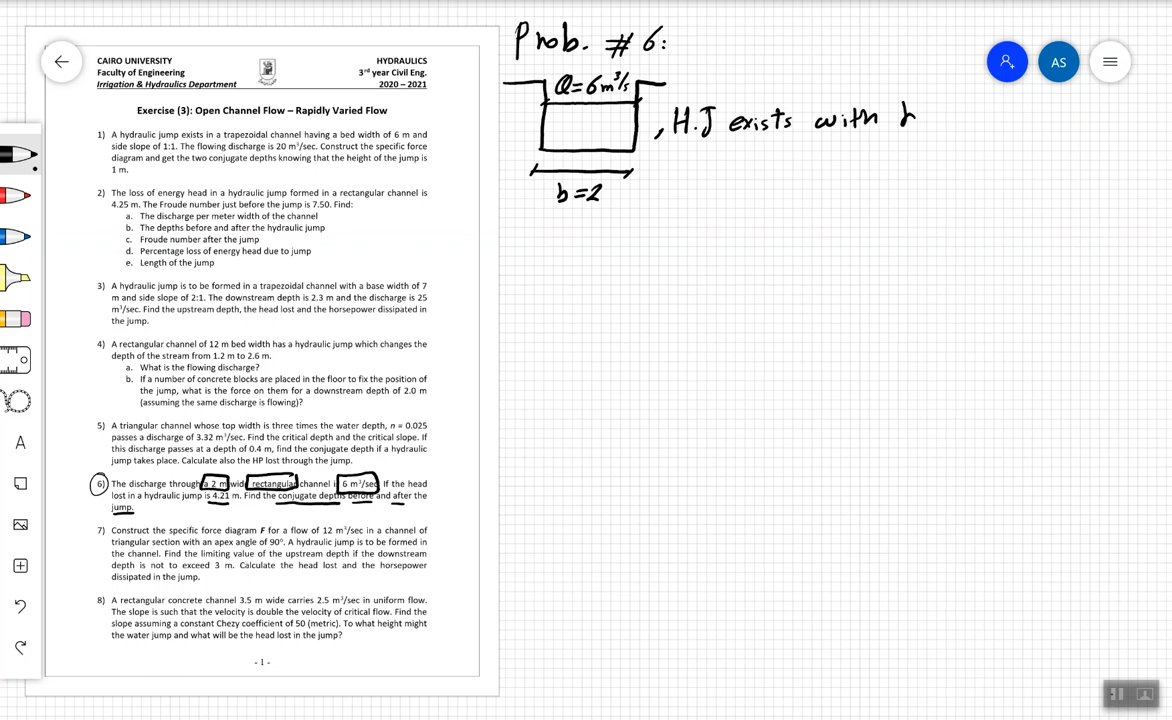 CAIRO UNIVERSITY
Faculty of Engineering
Irrigation & Hydraulics Department
HYDRAULICS
3rd year Civil Eng.
2020 – 2021
Exercise (3): Open Channel Flow – Rapidly Varied Flow
1) A hydraulic jump exists in a trapezoidal channel having a bed width of 6 m and
side slope of 1:1. The flowing discharge is 20 m³/sec. Construct the specific force
diagram and get the two conjugate depths knowing that the height of the jump is
1 m.
2) The loss of energy head in a hydraulic jump formed in a rectangular channel is
4.25 m. The Froude number just before the jump is 7.50. Find:
a. The discharge per meter width of the channel
b. The depths before and after the hydraulic jump
c. Froude number after the jump
d. Percentage loss of energy head due to jump
e. Length of the jump
3) A hydraulic jump is to be formed in a trapezoidal channel with a base width of 7
m and side slope of 2:1. The downstream depth is 2.3 m and the discharge is 25
m³/sec. Find the upstream depth, the head lost and the horsepower dissipated in
the jump.
4) A rectangular channel of 12 m bed width has a hydraulic jump which changes the
depth of the stream from 1.2 m to 2.6 m.
a. What is the flowing discharge?
b. If a number of concrete blocks are placed in the floor to fix the position of
the jump, what is the force on them for a downstream depth of 2.0 m
(assuming the same discharge is flowing)?
5) A triangular channel whose top width is three times the water depth, n = 0.025
passes a discharge of 3.32 m³/sec. Find the critical depth and the critical slope. If
this discharge passes at a depth of 0.4 m, find the conjugate depth if a hydraulic
jump takes place. Calculate also the HP lost through the jump.
6) The discharge through a 2 m wide rectangular channel i 6 m³/sec. If the head
lost in a hydraulic jump is 4.21 m. Find the conjugate depths before and after the
jump.
7) Construct the specific force diagram F for a flow of 12 m³/sec in a channel of
triangular section with an apex angle of 90°. A hydraulic jump is to be formed in
the channel. Find the limiting value of the upstream depth if the downstream
depth is not to exceed 3 m. Calculate the head lost and the horsepower
dissipated in the jump.
8) A rectangular concrete channel 3.5 m wide carries 2.5 m³/sec in uniform flow.
The slope is such that the velocity is double the velocity of critical flow. Find the
slope assuming a constant Chezy coefficient of 50 (metric). To what height might
the water jump and what will be the head lost in the jump?
- 1 -
Prob. # 6:
Q = 6 m³/s
, H.J exists with h
b = 2
AS
A